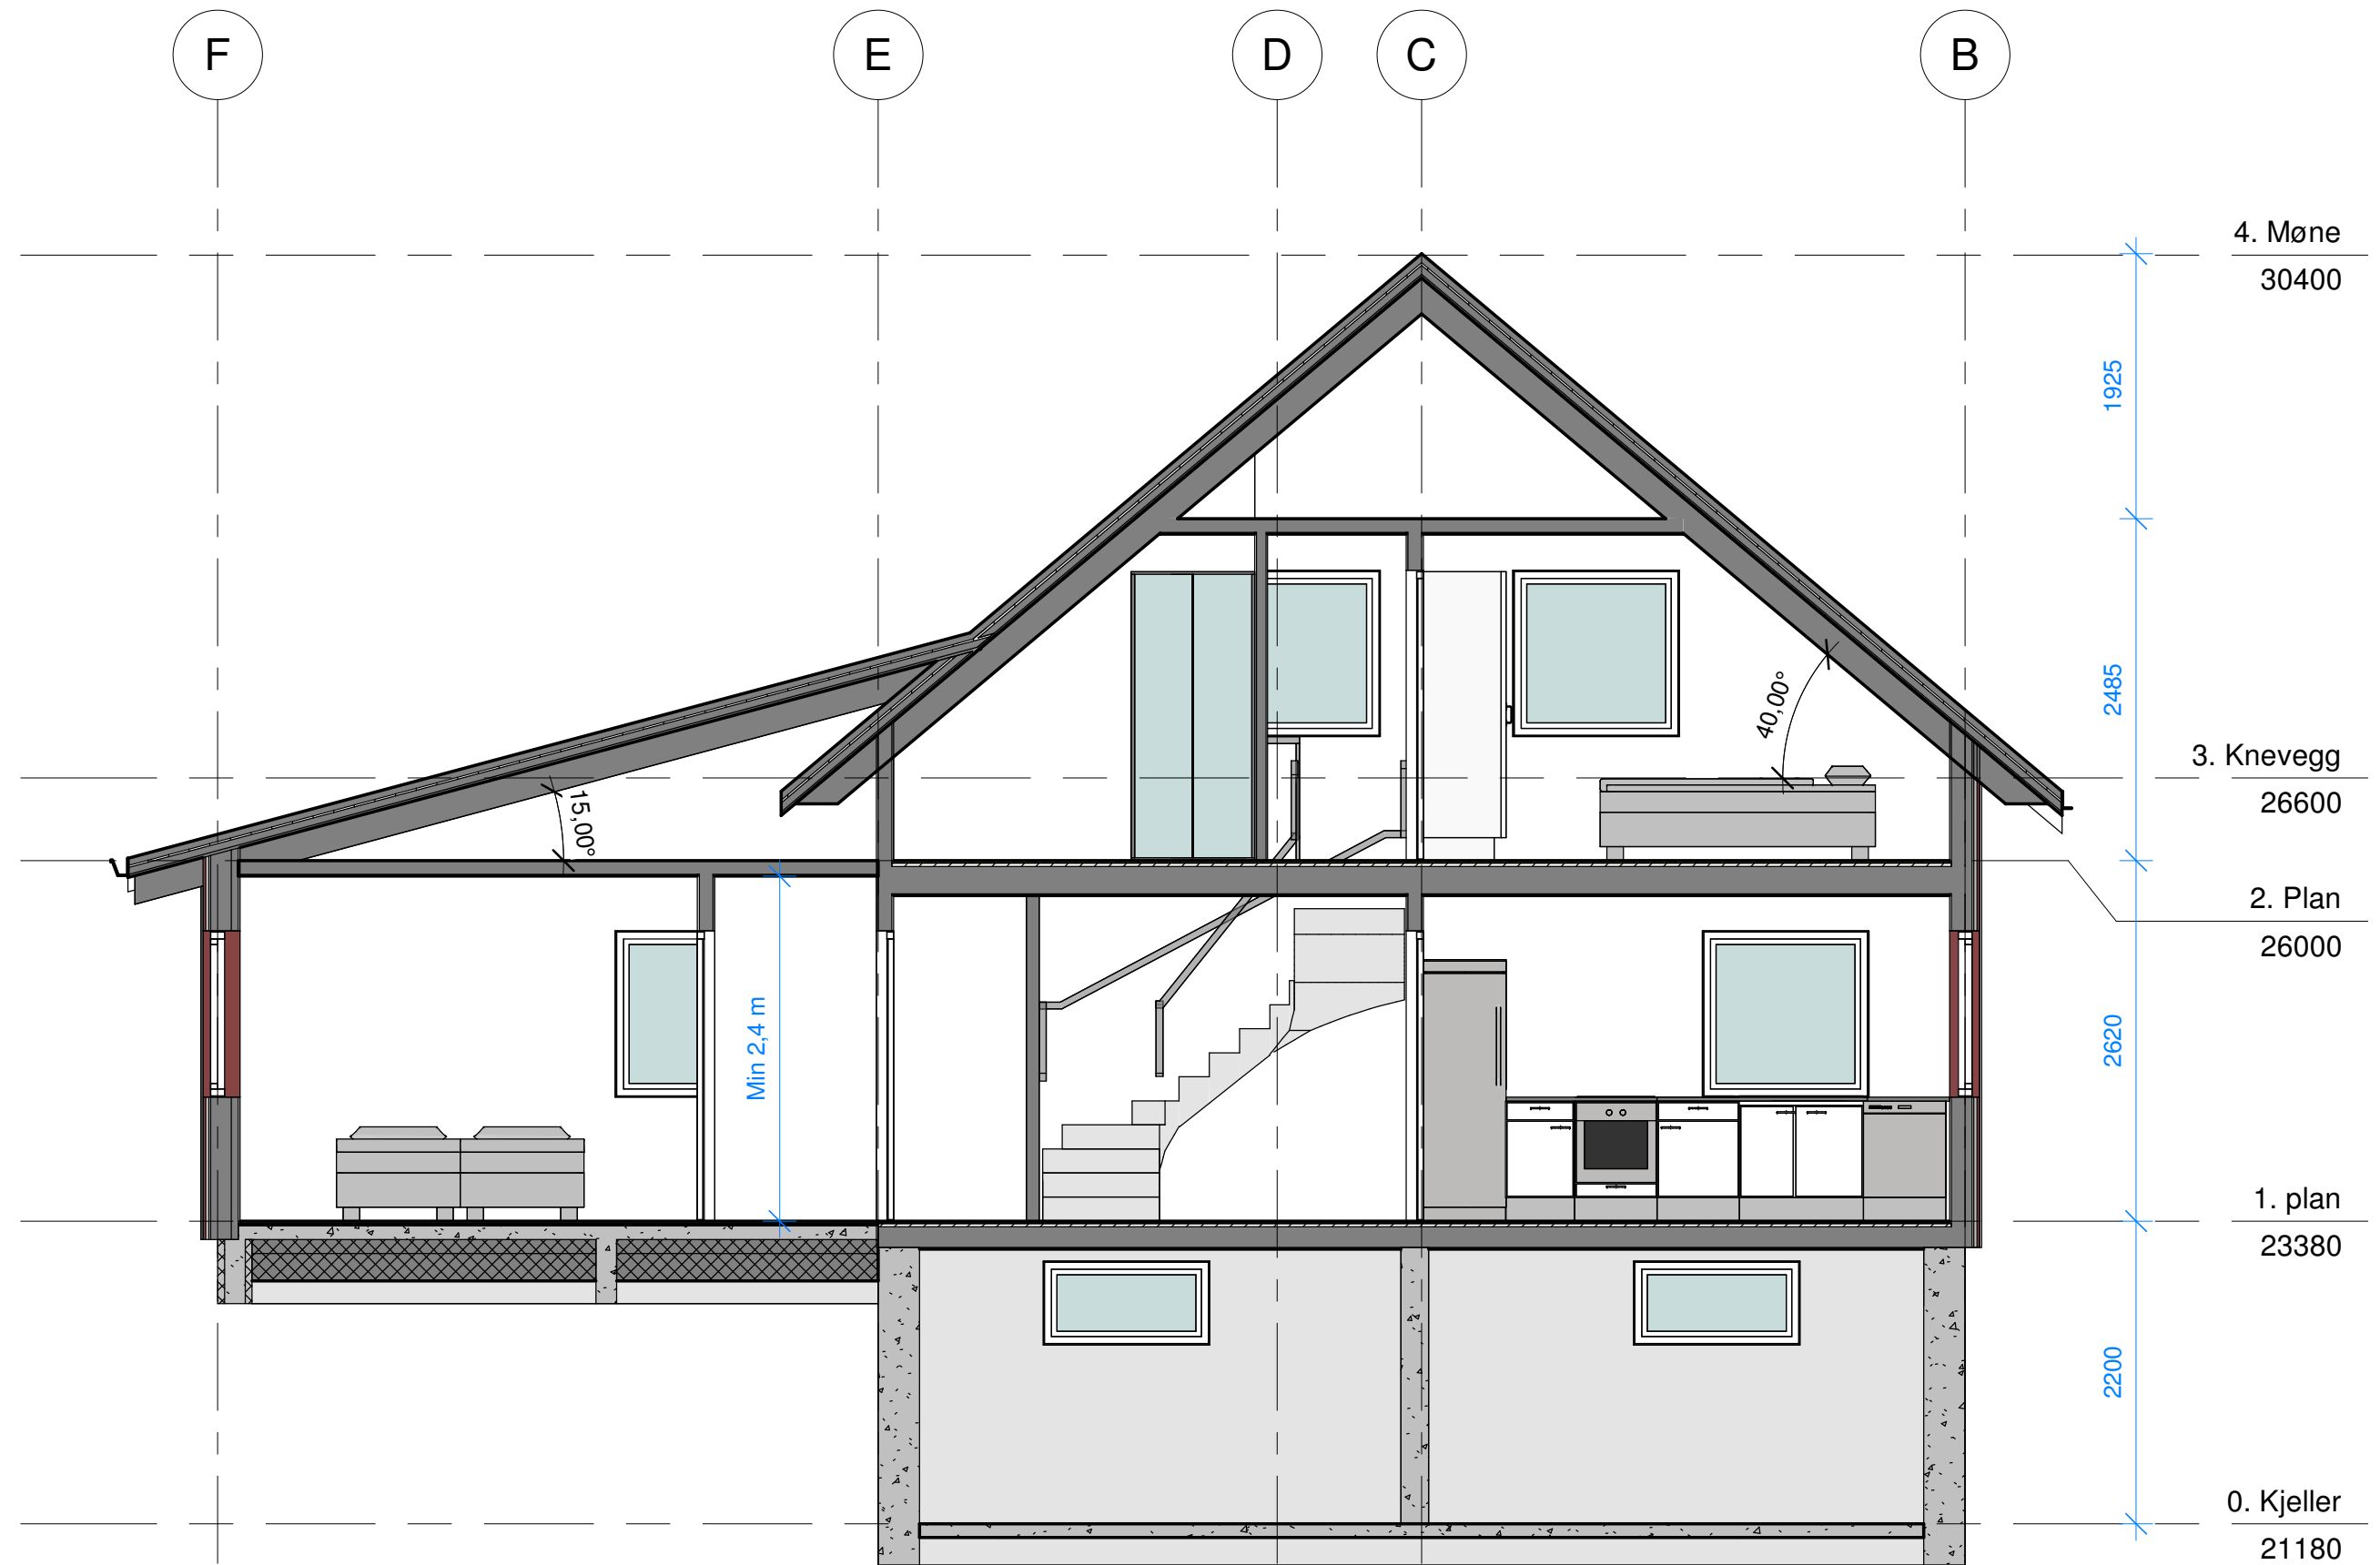 F
E
D
C
B
4. Møne
30400
1925
2485
40,00°
3. Knevegg
26600
15,00°
2. Plan
26000
Min 2,4 m
2620
1. plan
23380
2200
0. Kjeller
21180